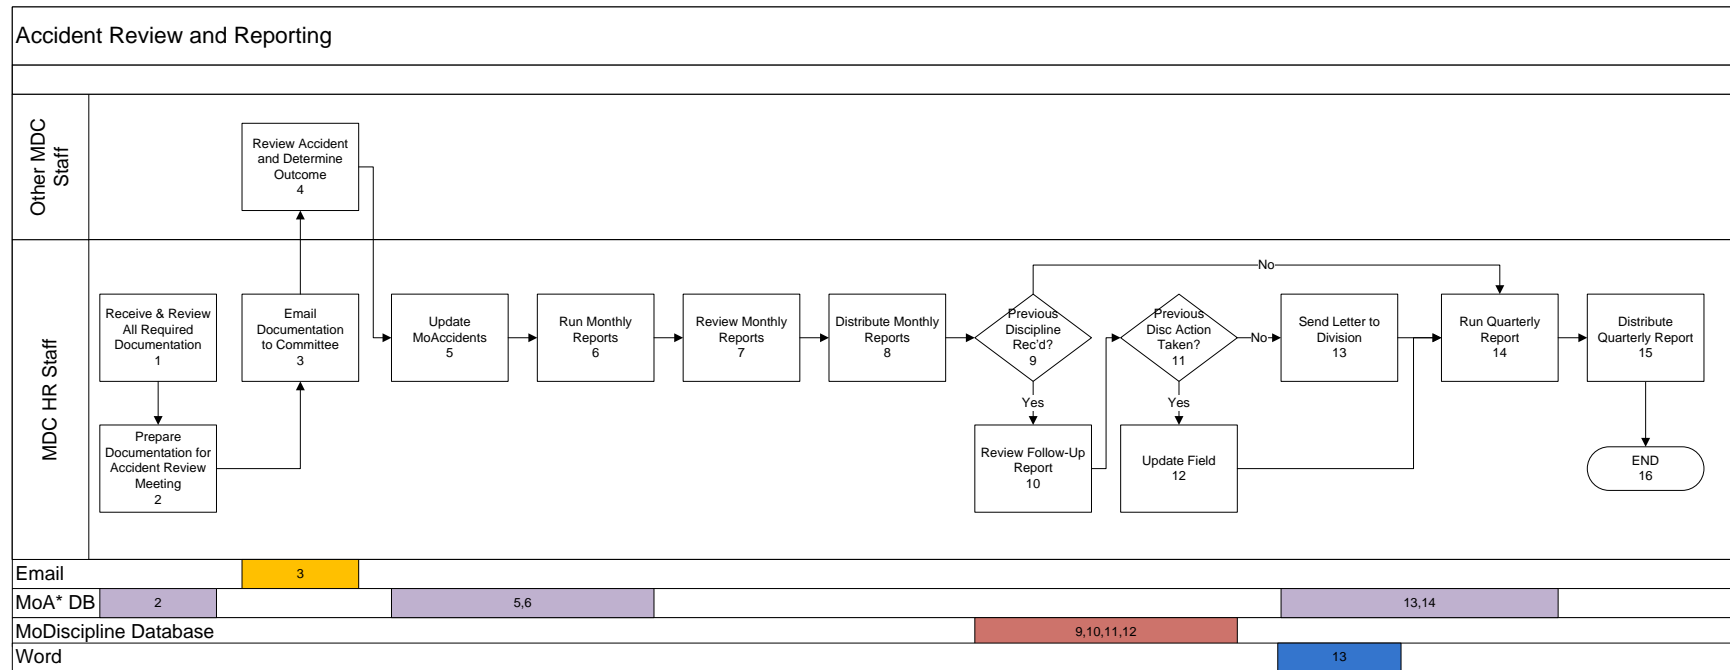 Accident Review and Reporting
Other MDC
Staff
Review Accident
and Determine
Outcome
4
MDC HR Staff
Receive & Review
All Required
Documentation
1
Prepare
Documentation for
Accident Review
Meeting
2
Email
Documentation
to Committee
3
Update
MoAccidents
5
Run Monthly
Reports
6
Review Monthly
Reports
7
Distribute Monthly
Reports
8
Previous
Discipline
Rec'd?
9
No
Yes
Review Follow-Up
Report
10
Previous
Disc Action
Taken?
11
No
Yes
Update Field
12
Send Letter to
Division
13
Run Quarterly
Report
14
Distribute
Quarterly Report
15
END
16
Email
3
MoA* DB
2
5,6
13,14
MoDiscipline Database
9,10,11,12
Word
13